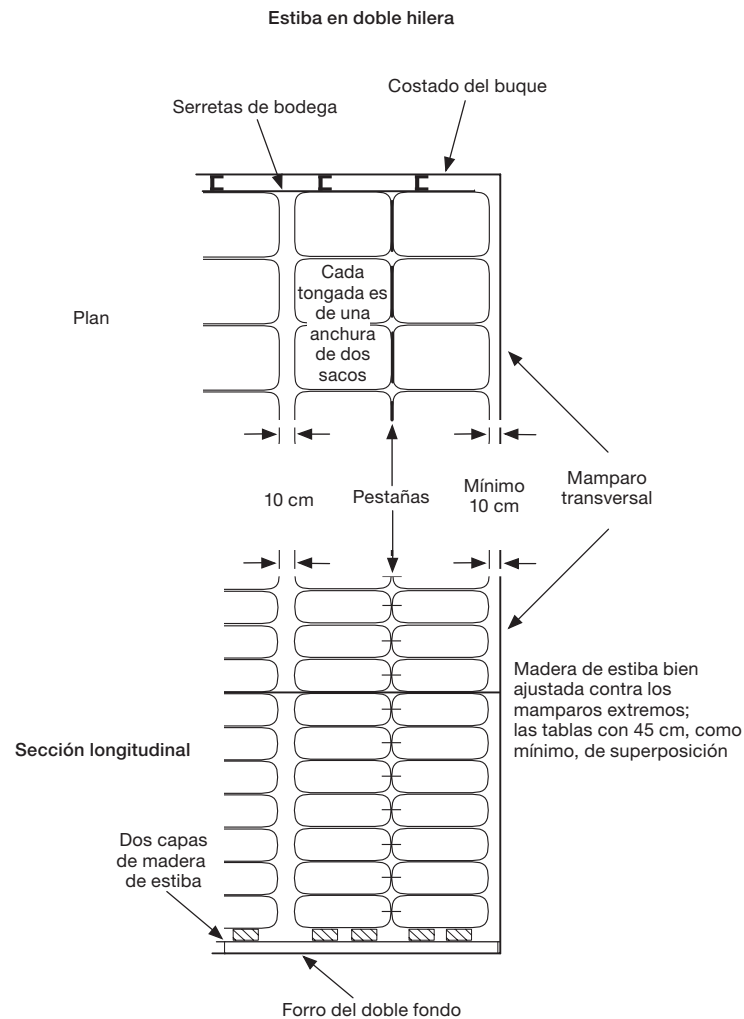 Estiba en doble hilera
Costado del buque
Serretas de bodega
Cada
tongada es
de una
anchura
de dos
sacos
Plan
10 cm
Pestañas
Mínimo
10 cm
Mamparo
transversal
Madera de estiba bien
ajustada contra los
mamparos extremos;
las tablas con 45 cm, como
mínimo, de superposición
Sección longitudinal
Dos capas
de madera
de estiba
Forro del doble fondo